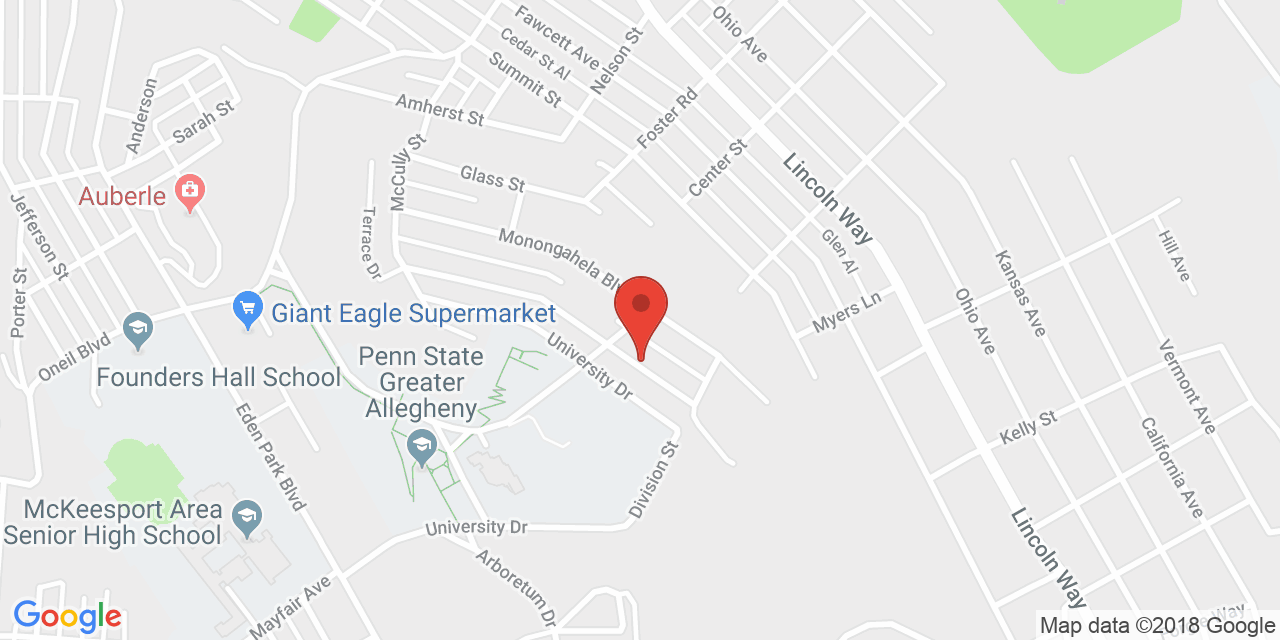 Fawcett Ave
Cedar St Al
Summit St
Nelson St
Ohio Ave
Anderson
Sarah St
Amherst St
Foster Rd
McCully St
Glass St
Center St
Lincoln Way
Auberle
Jefferson St
Terrace Dr
Monongahela Bl
Glen Al
Hill Ave
Kansas Ave
Porter St
Oneil Blvd
Giant Eagle Supermarket
Myers Ln
Ohio Ave
Founders Hall School
Penn State
Greater
Allegheny
University Dr
Vermont Ave
Eden Park Blvd
Kelly St
California Ave
McKeesport Area
Senior High School
Division St
University Dr
Lincoln Way
Mayfair Ave
Arboretum Dr
Way
Google
Map data ©2018 Google